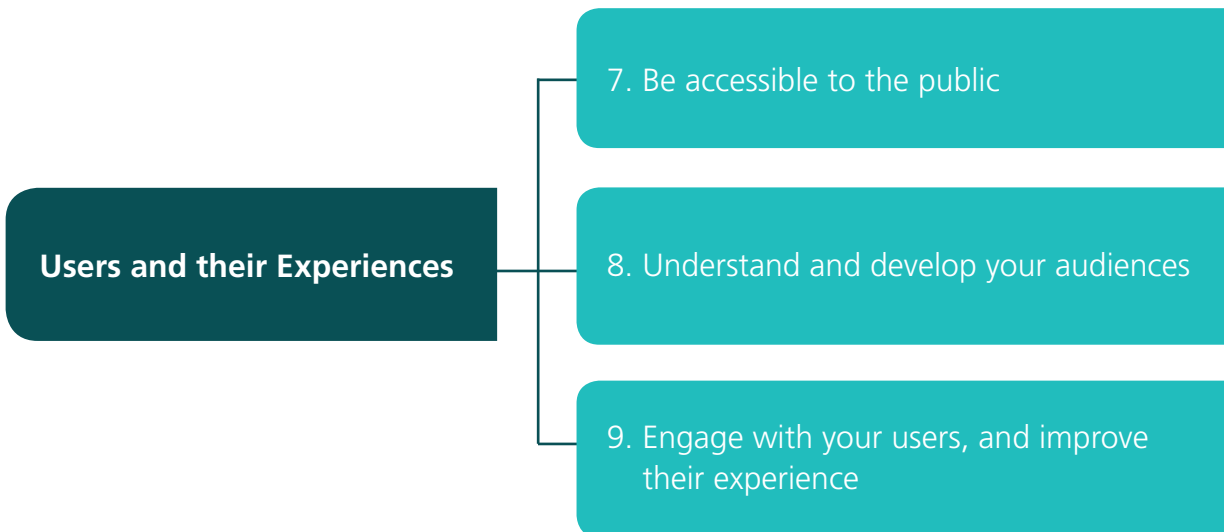 7. Be accessible to the public
Users and their Experiences
8. Understand and develop your audiences
9. Engage with your users, and improve
their experience